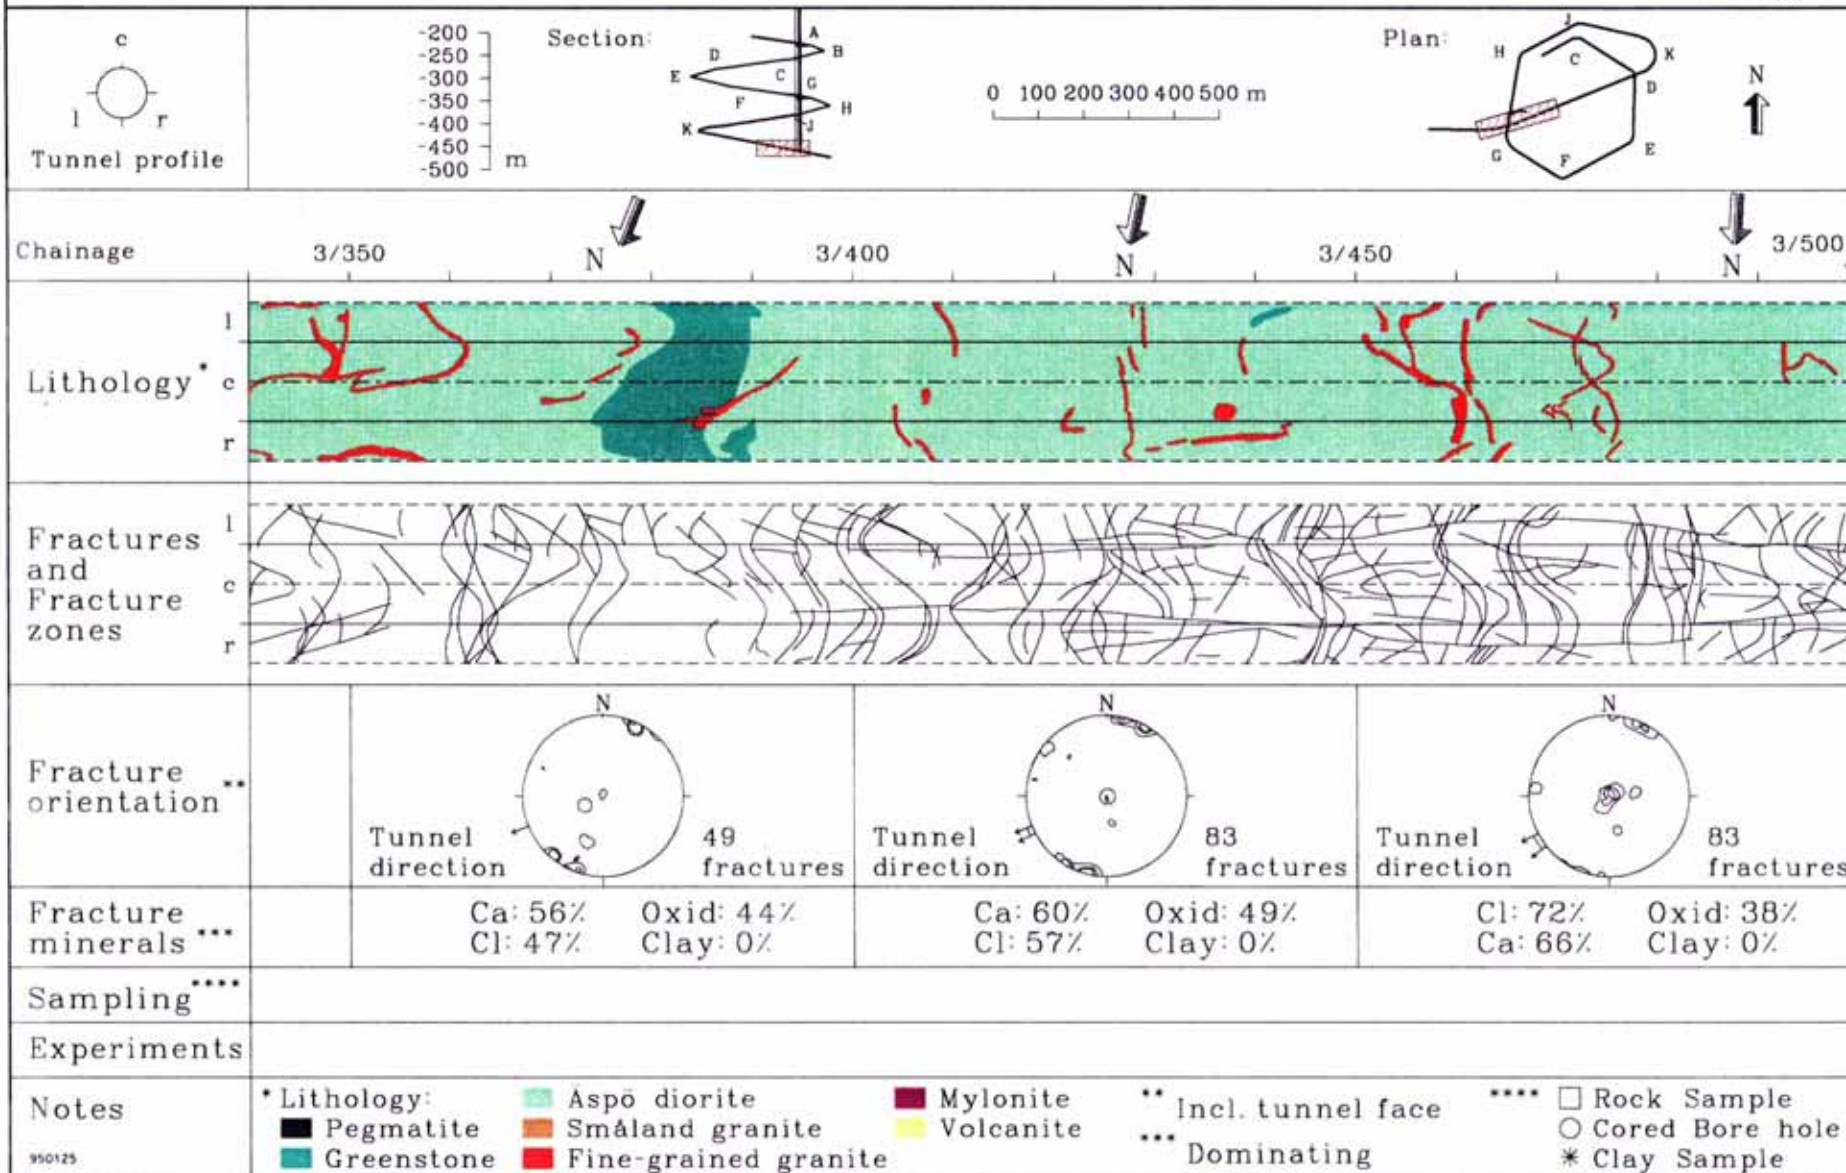 c
l r
Tunnel profile
-200
-250
-300
-350
-400
-450
-500
m
Section:
A
B
D
C
E
G
F
H
K
J
0 100 200 300 400 500 m
Plan:
J
H
C
K
D
G
F
E
N
Chainage
3/350
N
3/400
N
3/450
N
3/500
Lithology*
l
c
r
Fractures
and
Fracture
zones
l
c
r
Fracture
orientation**
N
Tunnel
direction
49
fractures
N
Tunnel
direction
83
fractures
N
Tunnel
direction
83
fractures
Fracture
minerals***
Ca: 56% Oxid: 44%
Cl: 47% Clay: 0%
Ca: 60% Oxid: 49%
Cl: 57% Clay: 0%
Cl: 72% Oxid: 38%
Ca: 66% Clay: 0%
Sampling****
Experiments
Notes
950125
* Lithology:
Pegmatite
Greenstone
Äspö diorite
Småland granite
Fine-grained granite
Mylonite
Volcanite
** Incl. tunnel face
*** Dominating
**** Rock Sample
Cored Bore hole
Clay Sample